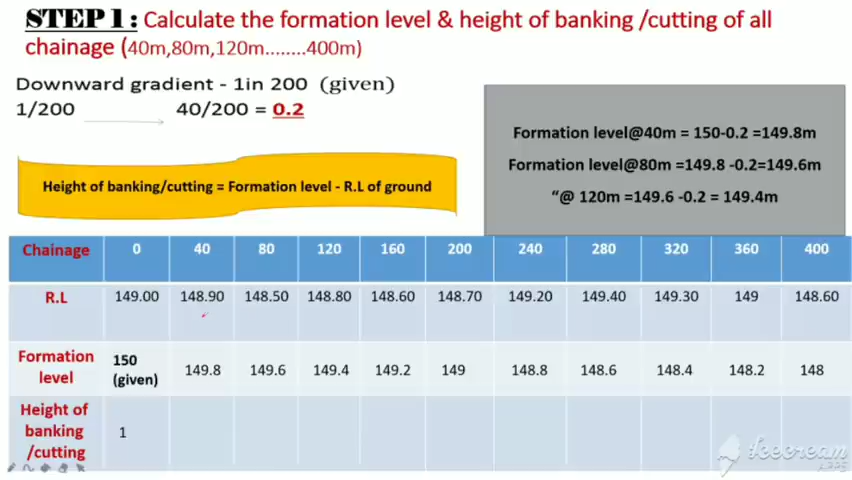 STEP 1: Calculate the formation level & height of banking /cutting of all
chainage (40m,80m,120m........400m)
Downward gradient - 1in 200 (given)
1/200 40/200 = 0.2
Formation level@40m = 150-0.2 =149.8m
Formation level@80m =149.8 -0.2=149.6m
“@ 120m =149.6 -0.2 = 149.4m
Height of banking/cutting = Formation level - R.L of ground
Chainage 0 40 80 120 160 200 240 280 320 360 400
R.L 149.00 148.90 148.50 148.80 148.60 148.70 149.20 149.40 149.30 149 148.60
Formation level 150 (given) 149.8 149.6 149.4 149.2 149 148.8 148.6 148.4 148.2 148
Height of banking /cutting 1
Icecream